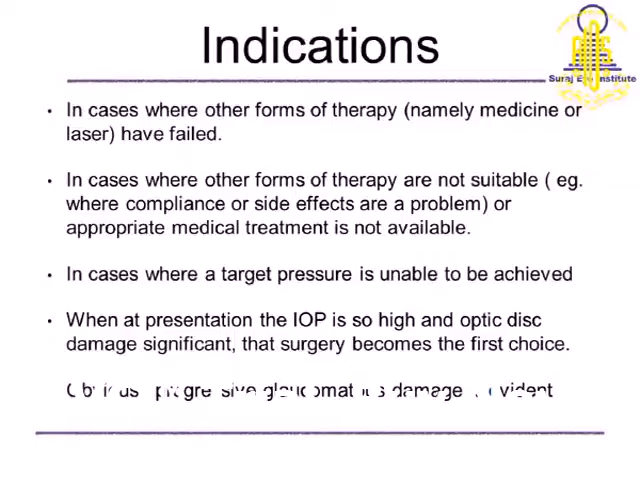 Indications
Suraj Eye Institute
• In cases where other forms of therapy (namely medicine or
laser) have failed.
• In cases where other forms of therapy are not suitable ( eg.
where compliance or side effects are a problem) or
appropriate medical treatment is not available.
• In cases where a target pressure is unable to be achieved
• When at presentation the IOP is so high and optic disc
damage significant, that surgery becomes the first choice.
Obvious progressive glaucomatous damage evident